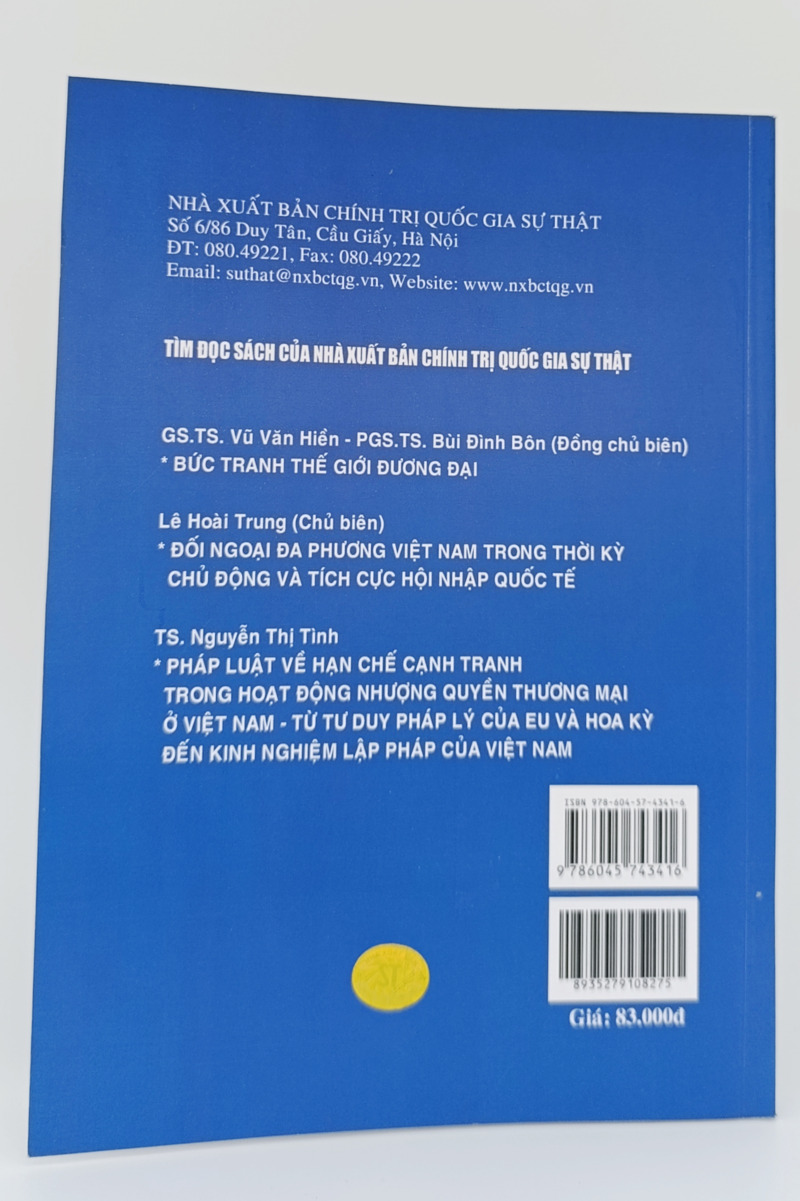 NHÀ XUẤT BẢN CHÍNH TRỊ QUỐC GIA SỰ THẬT
Số 6/86 Duy Tân, Cầu Giấy, Hà Nội
ĐT: 080.49221, Fax: 080.49222
Email: suthat@nxbctqg.vn, Website: www.nxbctqg.vn
TÌM ĐỌC SÁCH CỦA NHÀ XUẤT BẢN CHÍNH TRỊ QUỐC GIA SỰ THẬT
GS.TS. Vũ Văn Hiền - PGS.TS. Bùi Đình Bôn (Đồng chủ biên)
* BỨC TRANH THẾ GIỚI ĐƯƠNG ĐẠI
Lê Hoài Trung (Chủ biên)
* ĐỐI NGOẠI ĐA PHƯƠNG VIỆT NAM TRONG THỜI KỲ
CHỦ ĐỘNG VÀ TÍCH CỰC HỘI NHẬP QUỐC TẾ
TS. Nguyễn Thị Tình
* PHÁP LUẬT VỀ HẠN CHẾ CẠNH TRANH
TRONG HOẠT ĐỘNG NHƯỢNG QUYỀN THƯƠNG MẠI
Ở VIỆT NAM - TỪ TƯ DUY PHÁP LÝ CỦA EU VÀ HOA KỲ
ĐẾN KINH NGHIỆM LẬP PHÁP CỦA VIỆT NAM
ISBN 978-604-57-4341-6
9 786045 743416
8935279108275
Giá: 83.000đ